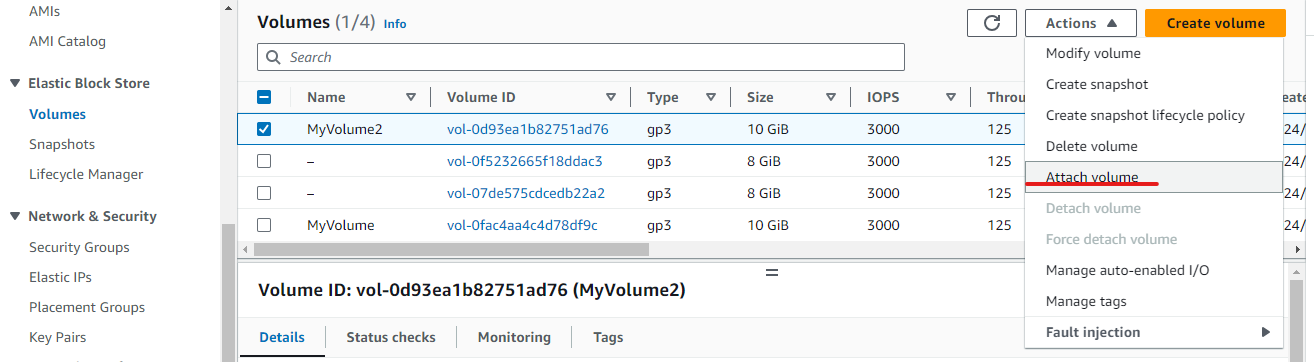 AMIs
AMI Catalog
Elastic Block Store
Volumes
Snapshots
Lifecycle Manager
Network & Security
Security Groups
Elastic IPs
Placement Groups
Key Pairs
Volumes (1/4) Info
Actions
Create volume
Search
Name Volume ID Type Size IOPS Throu
MyVolume2 vol-0d93ea1b82751ad76 gp3 10 GiB 3000 125
– vol-0f5232665f18ddac3 gp3 8 GiB 3000 125
– vol-07de575cdcedb22a2 gp3 8 GiB 3000 125
MyVolume vol-0fac4aa4c4d78df9c gp3 10 GiB 3000 125
Modify volume
Create snapshot
Create snapshot lifecycle policy
Delete volume
Attach volume
Detach volume
Force detach volume
Manage auto-enabled I/O
Manage tags
Fault injection
Volume ID: vol-0d93ea1b82751ad76 (MyVolume2)
Details Status checks Monitoring Tags